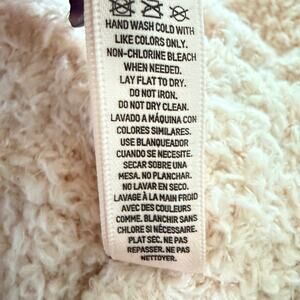 HAND WASH COLD WITH
LIKE COLORS ONLY.
NON-CHLORINE BLEACH
WHEN NEEDED.
LAY FLAT TO DRY.
DO NOT IRON.
DO NOT DRY CLEAN.
LAVADO A MÁQUINA CON
COLORES SIMILARES.
USE BLANQUEADOR
CUANDO SE NECESITE.
SECAR SOBRE UNA
MESA. NO PLANCHAR.
NO LAVAR EN SECO.
LAVAGE À LA MAIN FROID
AVEC DES COULEURS
COMME. BLANCHIR SANS
CHLORE SI NÉCESSAIRE.
PLAT SEC. NE PAS
REPASSER. NE PAS
NETTOYER.